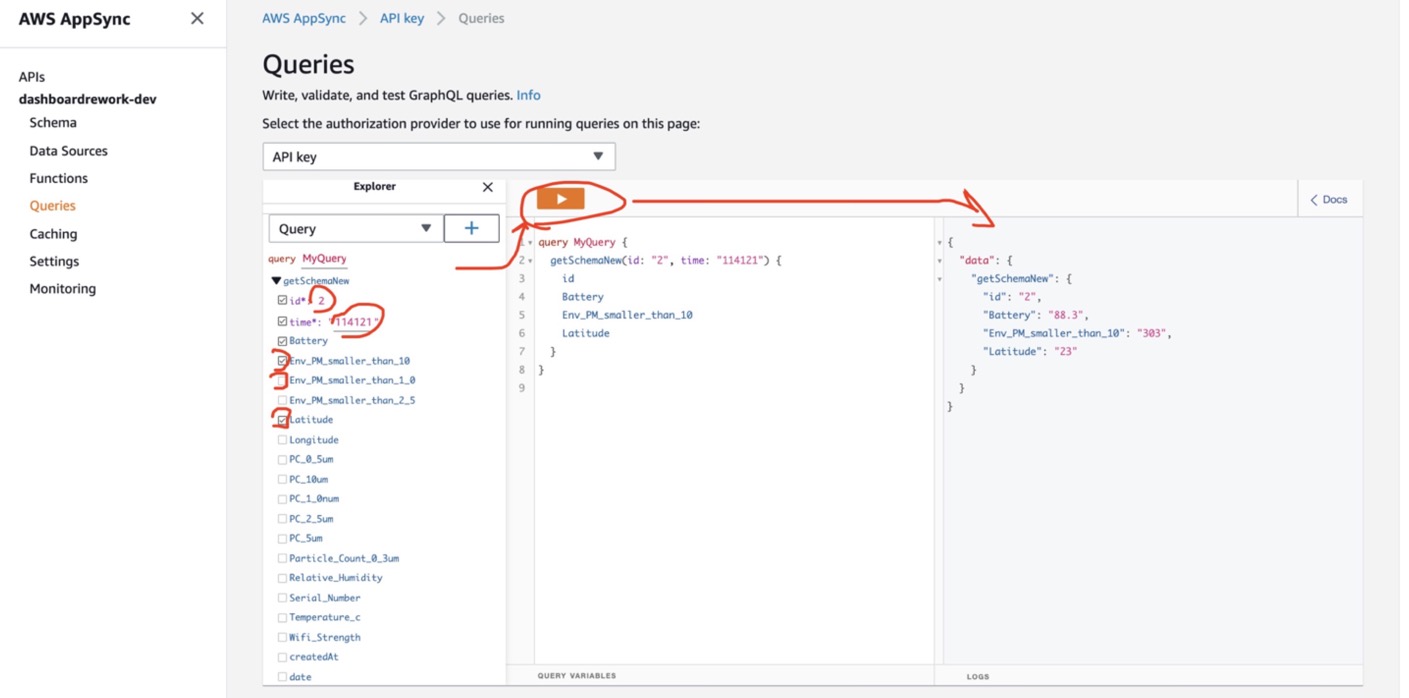 AWS AppSync
APIs
dashboardrework-dev
Schema
Data Sources
Functions
Queries
Caching
Settings
Monitoring
AWS AppSync > API key > Queries
Queries
Write, validate, and test GraphQL queries. Info
Select the authorization provider to use for running queries on this page:
API key
Explorer
Query
+
query MyQuery
getSchemaNew
id*: 2
time*: "114121"
Battery
Env_PM_smaller_than_10
Env_PM_smaller_than_1_0
Env_PM_smaller_than_2_5
Latitude
Longitude
PC_0_5um
PC_10um
PC_1_0num
PC_2_5um
PC_5um
Particle_Count_0_3um
Relative_Humidity
Serial_Number
Temperature_c
Wifi_Strength
createdAt
date
1 query MyQuery {
2 getSchemaNew(id: "2", time: "114121") {
3 id
4 Battery
5 Env_PM_smaller_than_10
6 Latitude
7 }
8 }
9
QUERY VARIABLES
< Docs
{
"data": {
"getSchemaNew": {
"id": "2",
"Battery": "88.3",
"Env_PM_smaller_than_10": "303",
"Latitude": "23"
}
}
}
LOGS